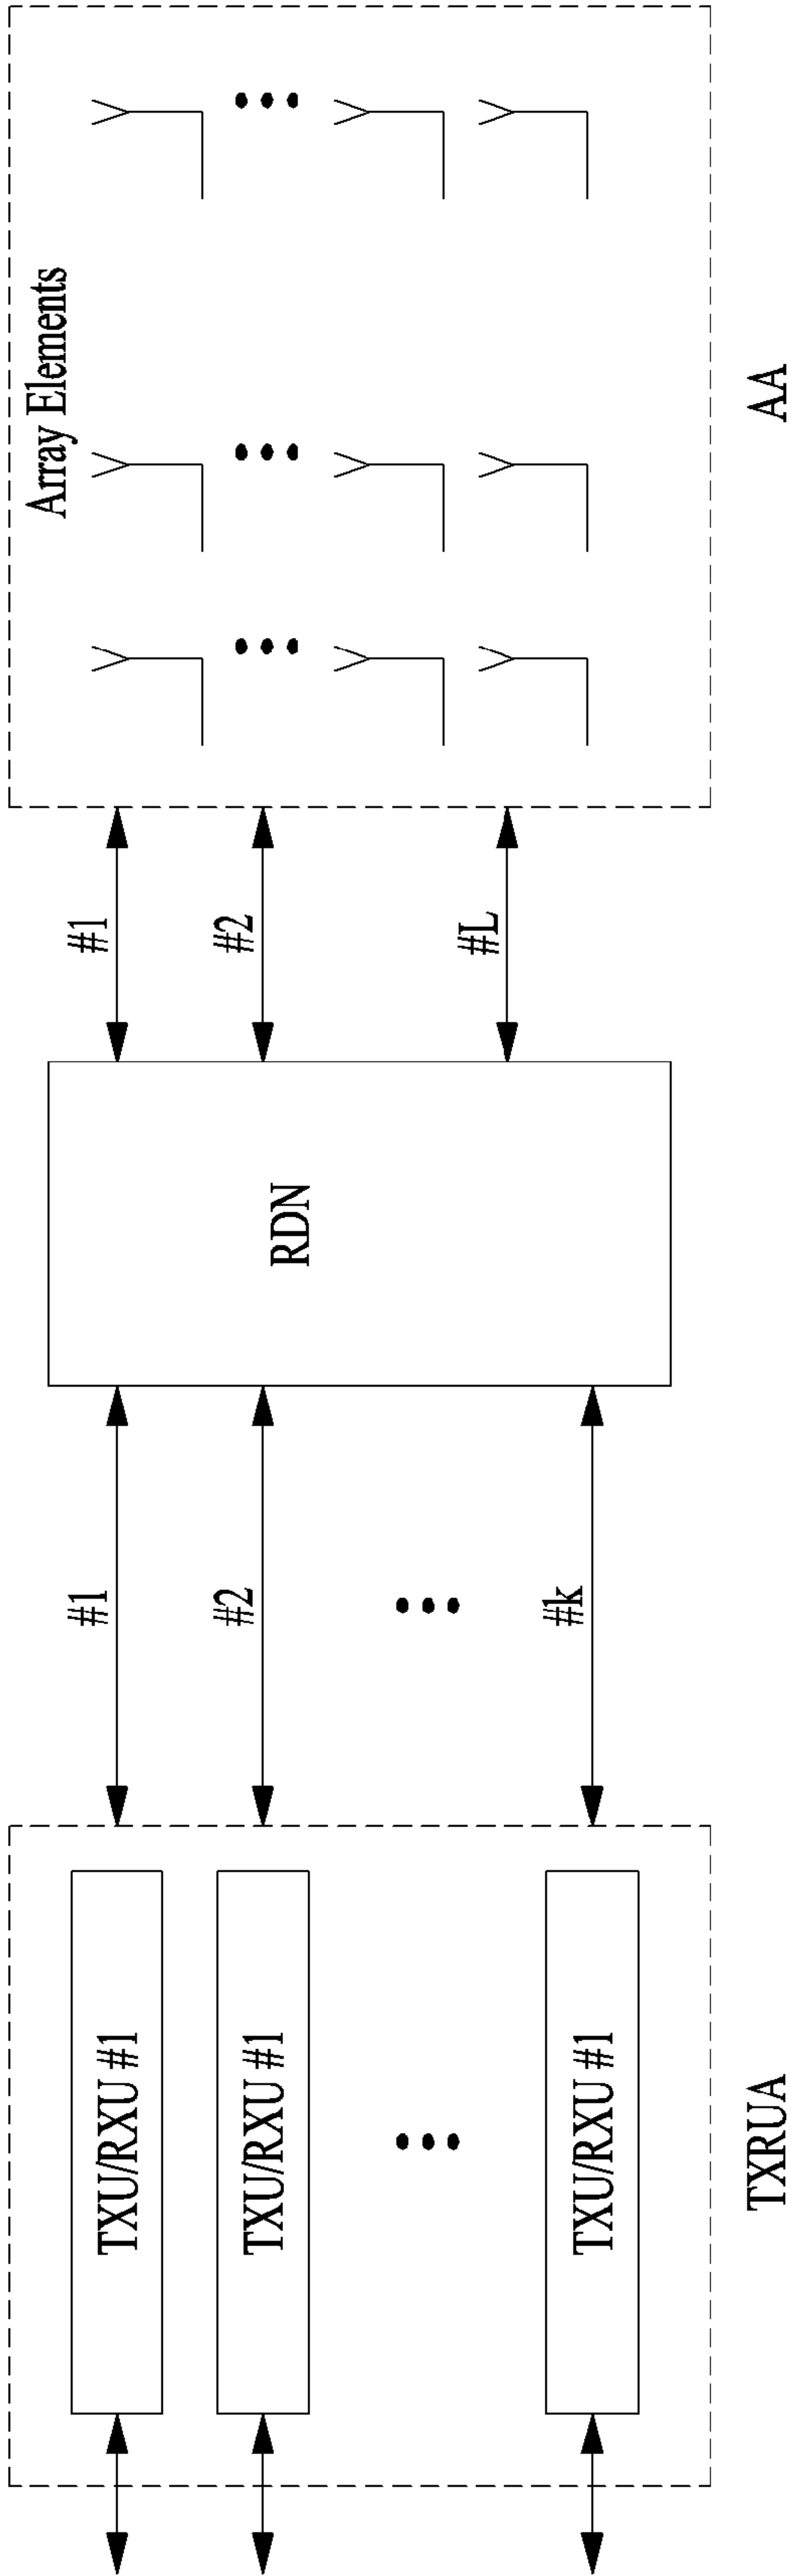 TXU/RXU #1
TXU/RXU #1
TXU/RXU #1
TXRUA
#1
#2
#k
RDN
#1
#2
#L
Array Elements
AA